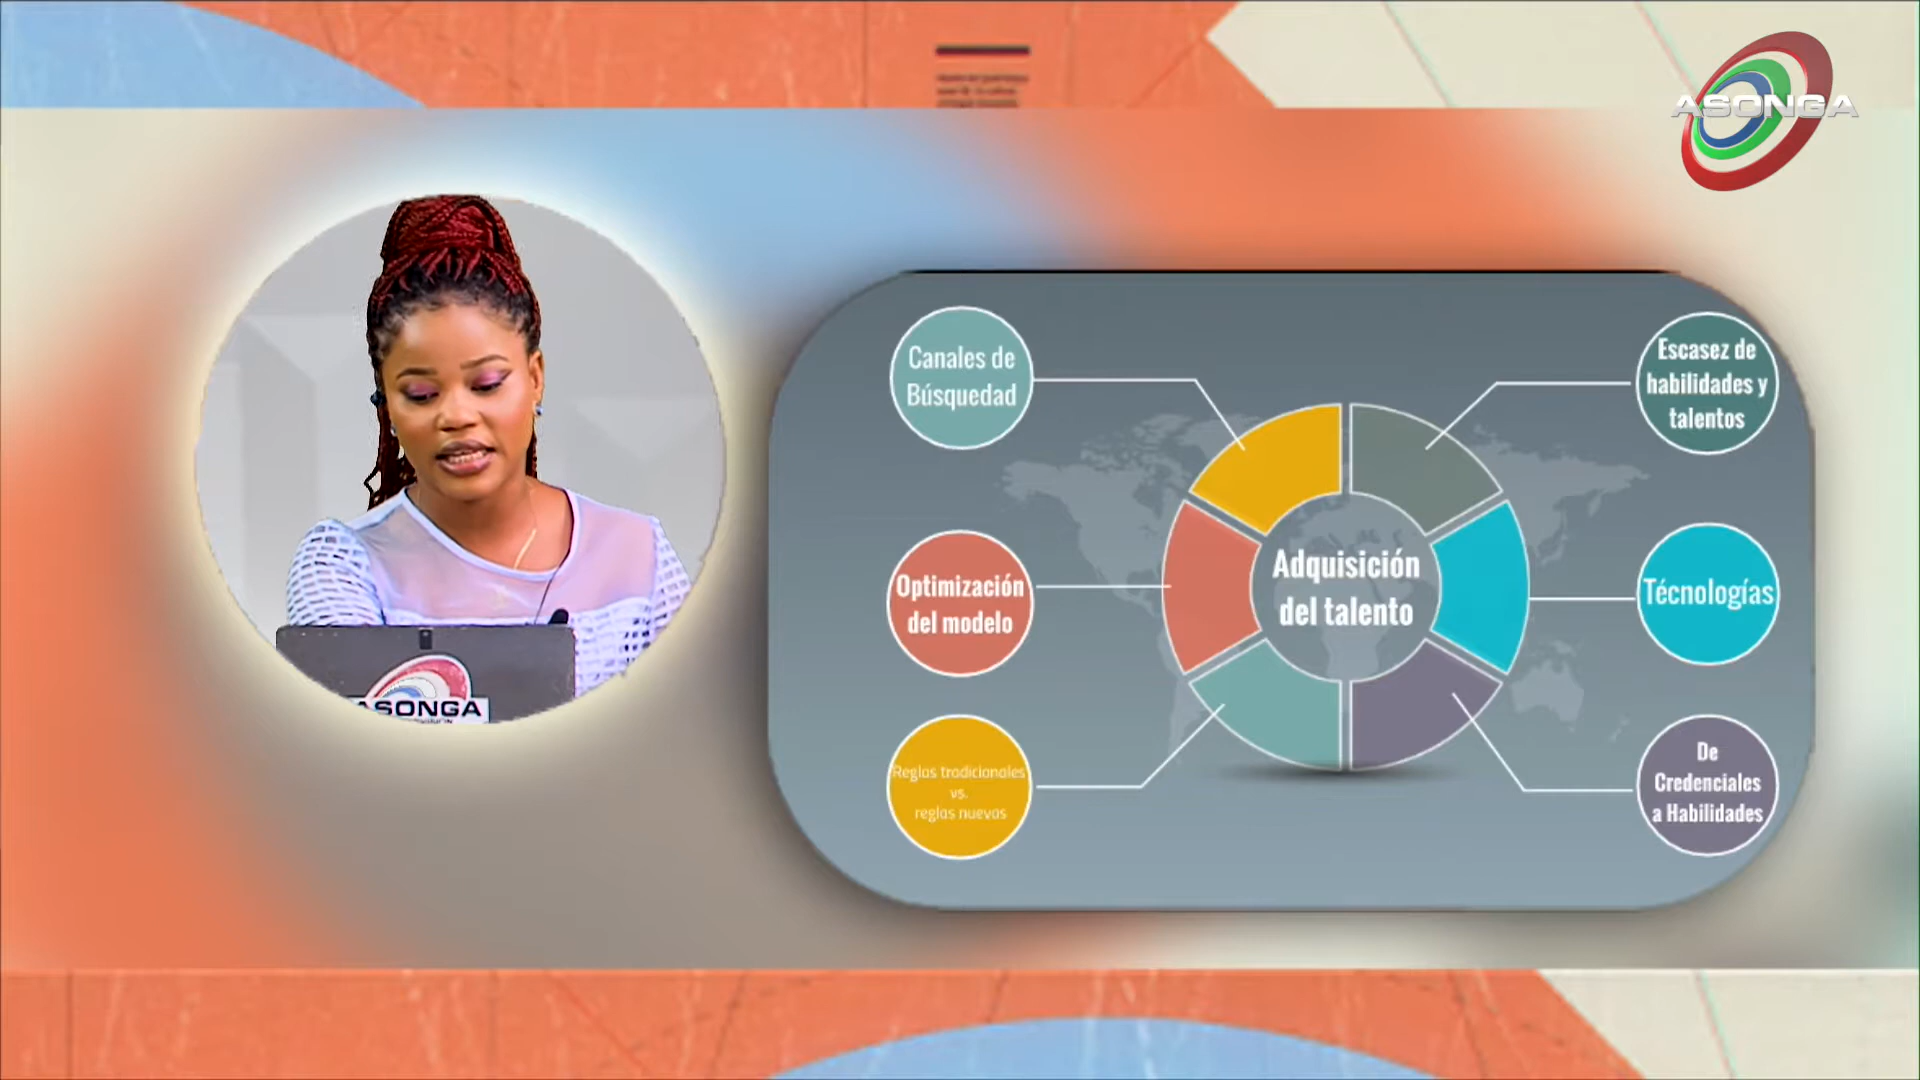 ASONGA
Canales de
Búsquedad
Escasez de
habilidades y
talentos
Optimización
del modelo
Adquisición
del talento
Técnologías
Reglas tradicionales
vs.
reglas nuevas
De
Credenciales
a Habilidades
ASONGA